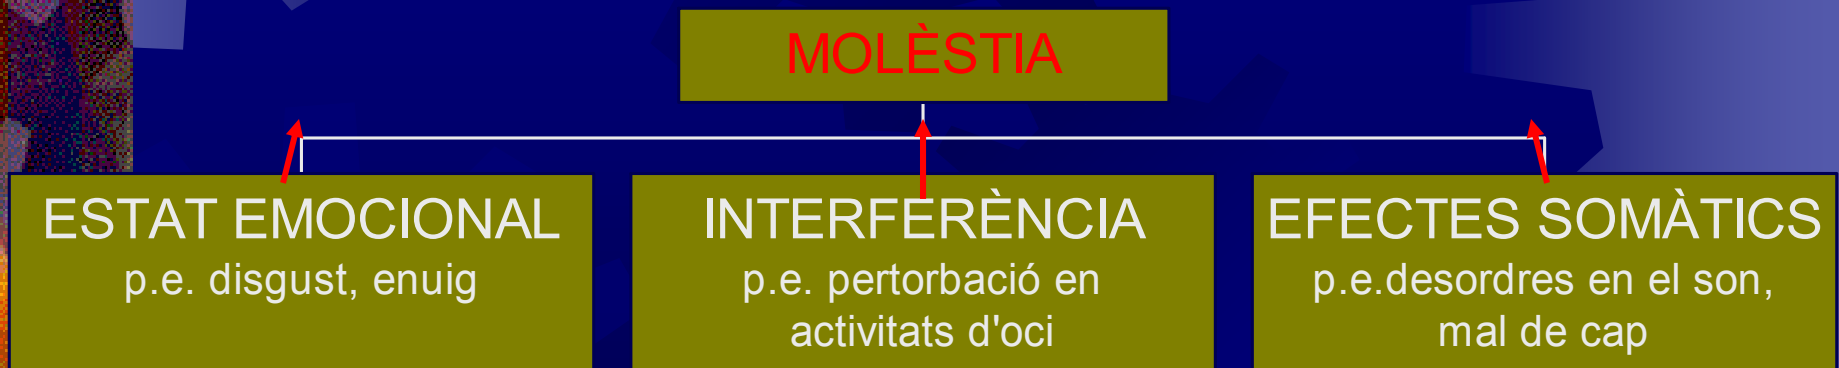 MOLÈSTIA
ESTAT EMOCIONAL
p.e. disgust, enuig
INTERFERÈNCIA
p.e. pertorbació en
activitats d'oci
EFECTES SOMÀTICS
p.e.desordres en el son,
mal de cap